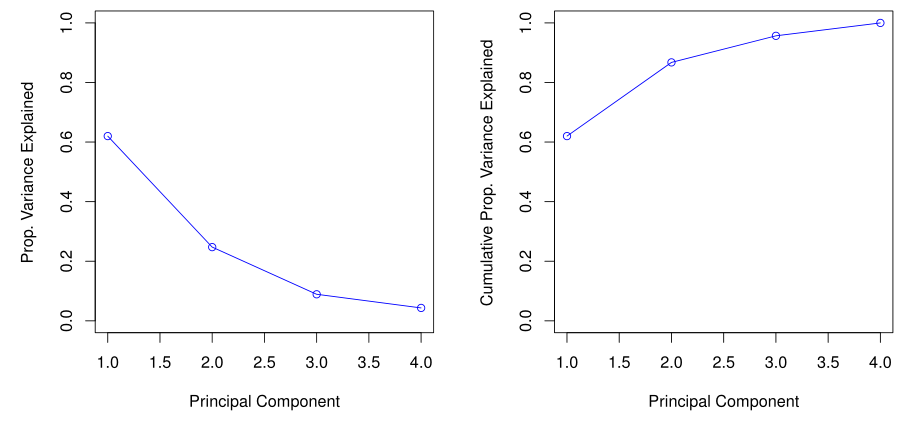 Prop. Variance Explained
1.0
0.8
0.6
0.4
0.2
0.0
1.0 1.5 2.0 2.5 3.0 3.5 4.0
Principal Component
Cumulative Prop. Variance Explained
1.0
0.8
0.6
0.4
0.2
0.0
1.0 1.5 2.0 2.5 3.0 3.5 4.0
Principal Component